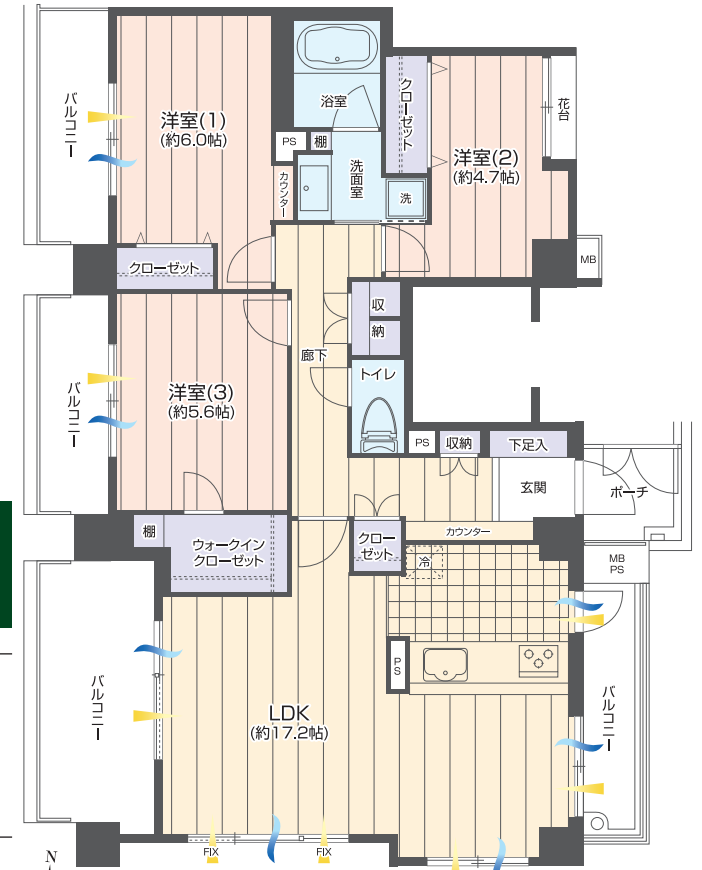 バルコニー
洋室(1)
(約6.0帖)
浴室
クローゼット
花台
洋室(2)
(約4.7帖)
PS
棚
洗面室
カウンター
洗
クローゼット
MB
収
納
廊下
トイレ
バルコニー
洋室(3)
(約5.6帖)
PS
収納
下足入
玄関
ポーチ
棚
ウォークイン
クローゼット
クロー
ゼット
カウンター
冷
MB
PS
PS
バルコニー
LDK
(約17.2帖)
バルコニー
FIX
FIX
N